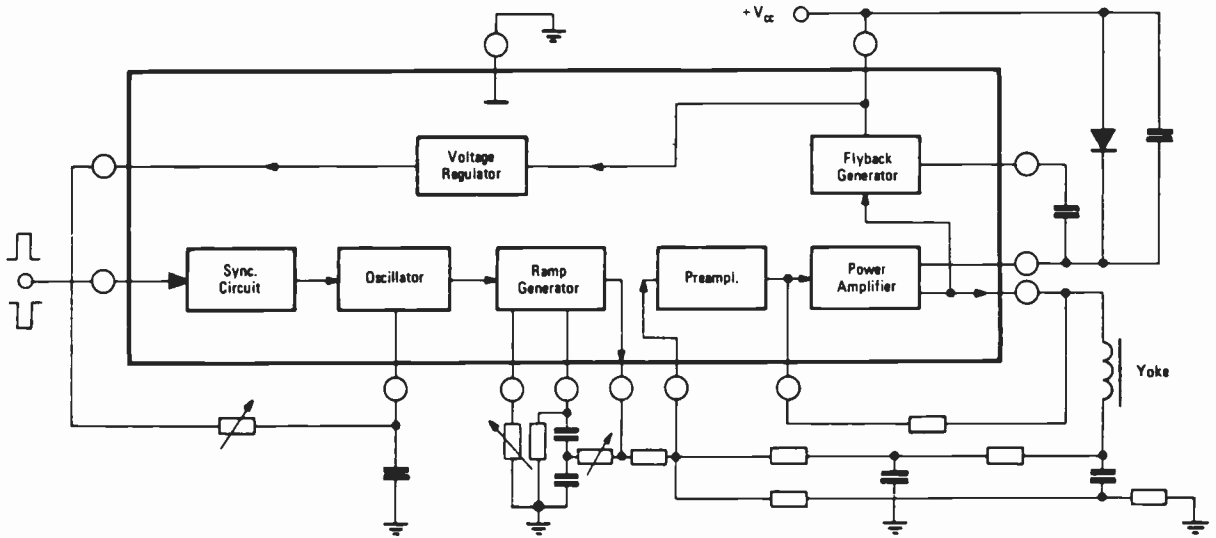 + Vcc
Voltage
Regulator
Flyback
Generator
Sync.
Circuit
Oscillator
Ramp
Generator
Preampl.
Power
Amplifier
Yoke